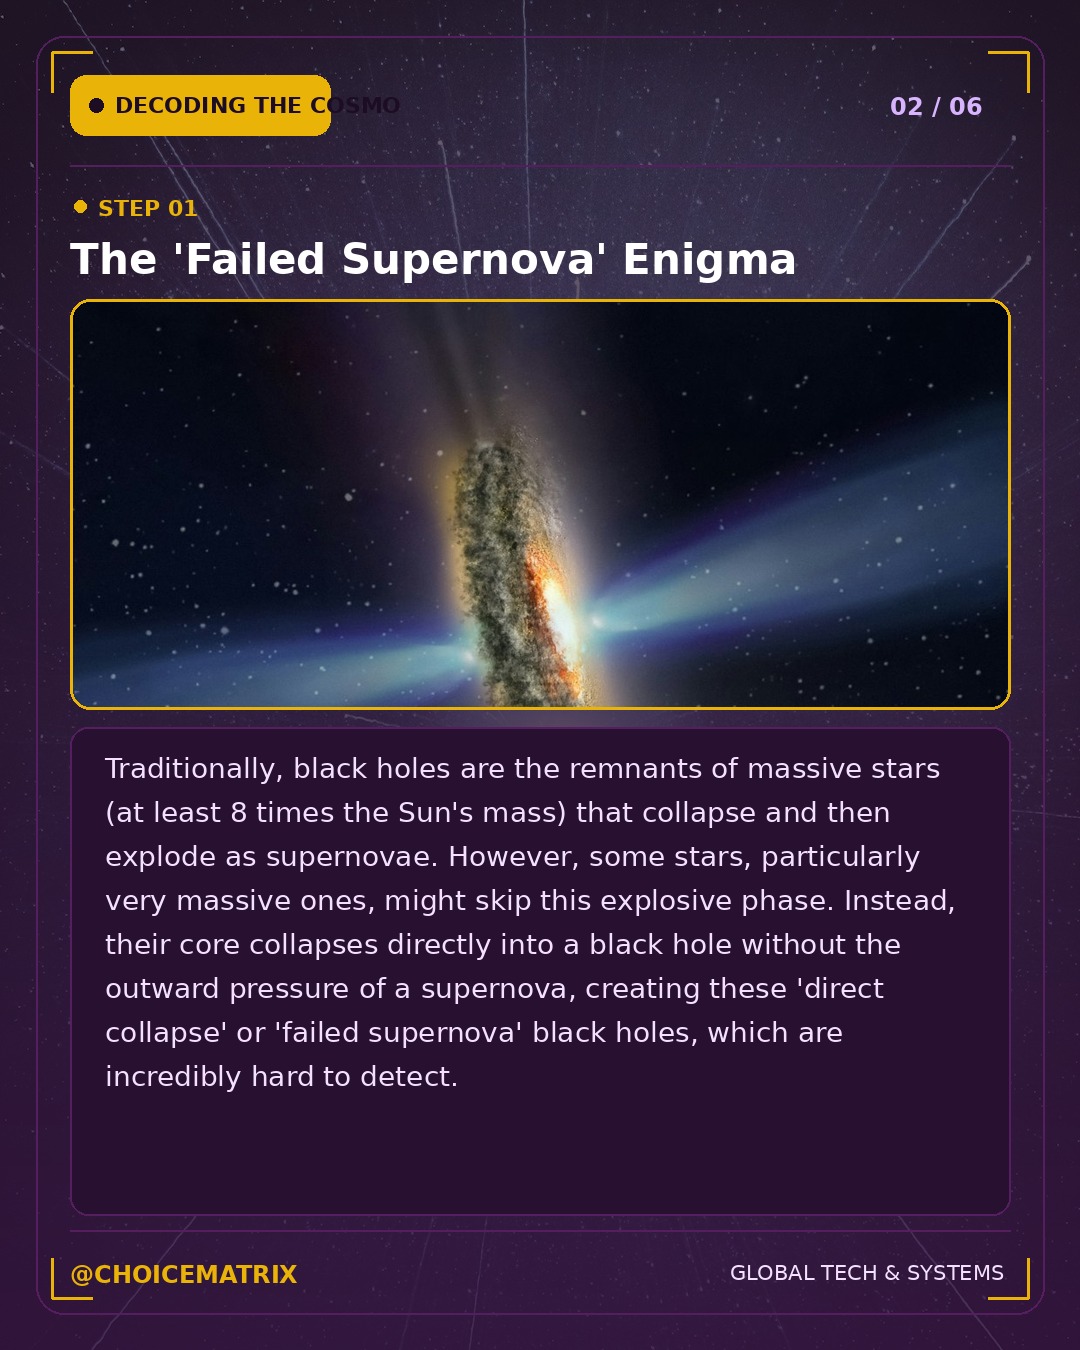 DECODING THE COSMO
02 / 06
STEP 01
The 'Failed Supernova' Enigma
Traditionally, black holes are the remnants of massive stars
(at least 8 times the Sun's mass) that collapse and then
explode as supernovae. However, some stars, particularly
very massive ones, might skip this explosive phase. Instead,
their core collapses directly into a black hole without the
outward pressure of a supernova, creating these 'direct
collapse' or 'failed supernova' black holes, which are
incredibly hard to detect.
@CHOICEMATRIX
GLOBAL TECH & SYSTEMS